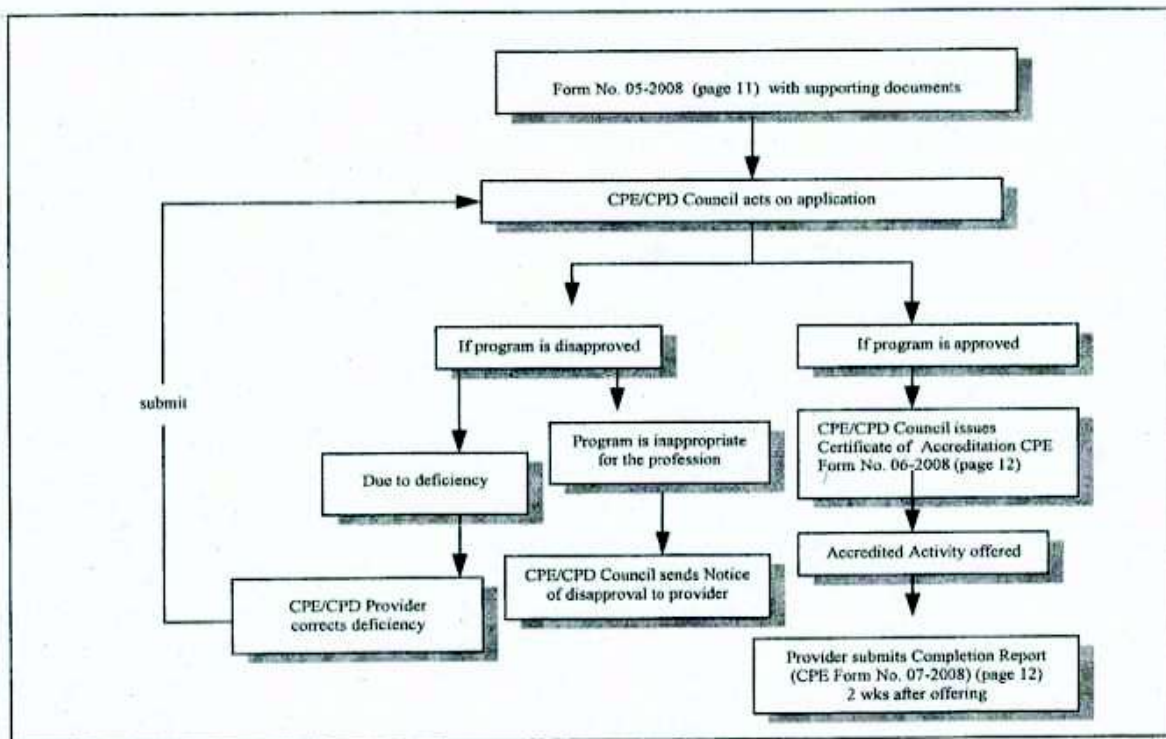 Form No. 05-2008 (page 11) with supporting documents
CPE/CPD Council acts on application
If program is disapproved
If program is approved
submit
Due to deficiency
Program is inappropriate
for the profession
CPE/CPD Council issues
Certificate of Accreditation CPE
Form No. 06-2008 (page 12)
CPE/CPD Provider
corrects deficiency
CPE/CPD Council sends Notice
of disapproval to provider
Accredited Activity offered
Provider submits Completion Report
(CPE Form No. 07-2008) (page 12)
2 wks after offering